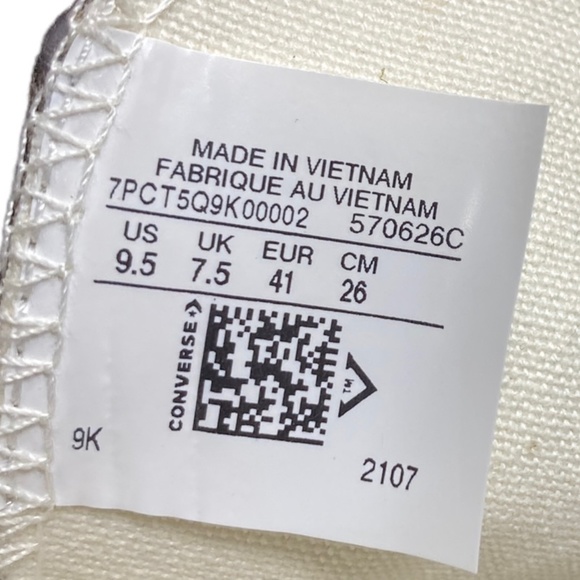 MADE IN VIETNAM
FABRIQUE AU VIETNAM
7PCT5Q9K00002 570626C
US UK EUR CM
9.5 7.5 41 26
CONVERSE
TM
9K
2107